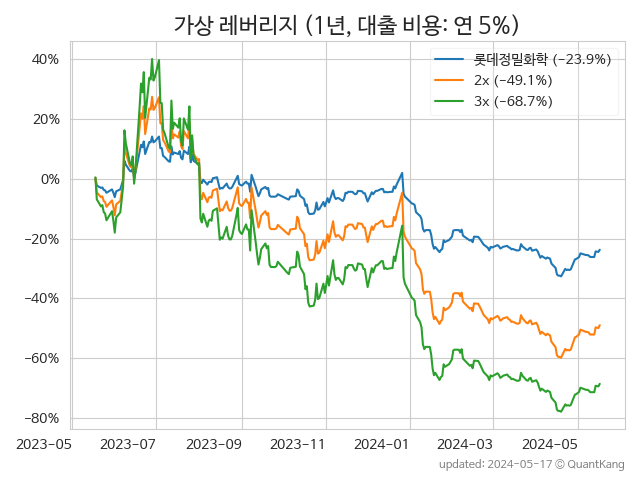 가상 레버리지 (1년, 대출 비용: 연 5%)
롯데정밀화학 (−23.9%)
2x (−49.1%)
3x (−68.7%)
40%
20%
0%
−20%
−40%
−60%
−80%
2023-05 2023-07 2023-09 2023-11 2024-01 2024-03 2024-05
updated: 2024-05-17 © QuantKang